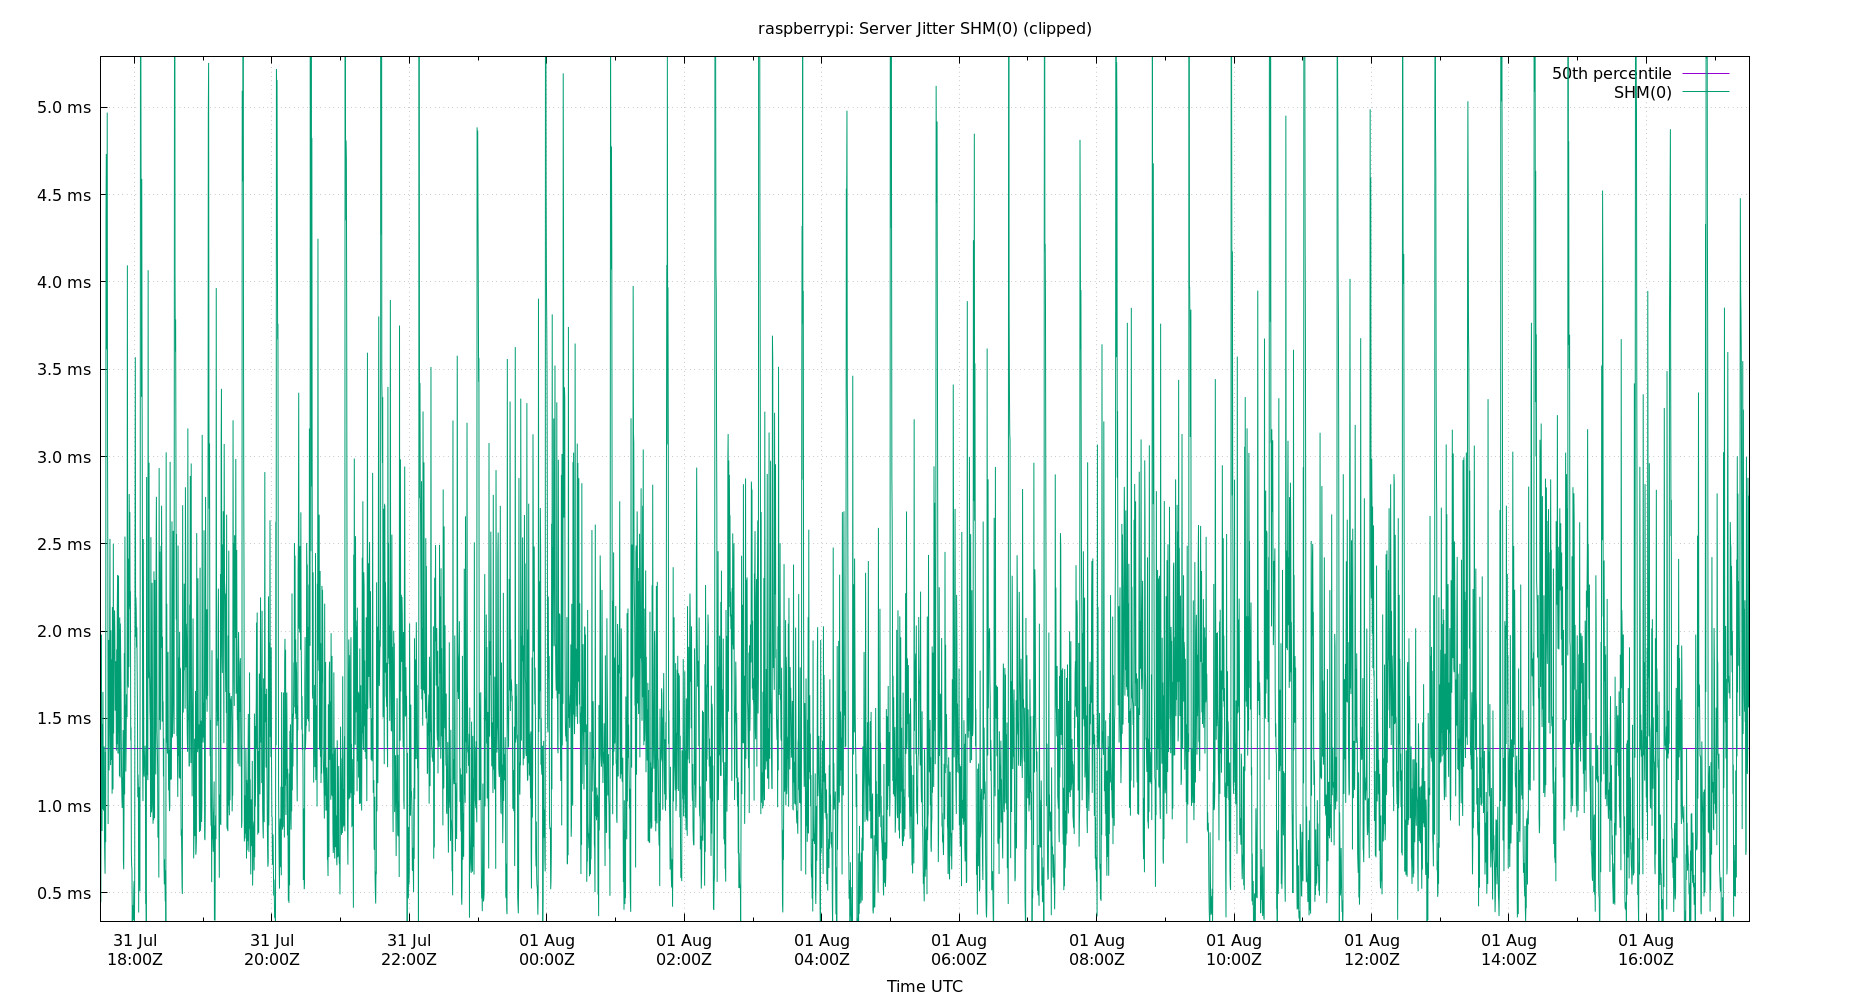 raspberrypi: Server Jitter SHM(0) (clipped)
50th percentile
SHM(0)
5.0 ms
4.5 ms
4.0 ms
3.5 ms
3.0 ms
2.5 ms
2.0 ms
1.5 ms
1.0 ms
0.5 ms
31 Jul 31 Jul 31 Jul 01 Aug 01 Aug 01 Aug 01 Aug 01 Aug 01 Aug 01 Aug 01 Aug 01 Aug
18:00Z 20:00Z 22:00Z 00:00Z 02:00Z 04:00Z 06:00Z 08:00Z 10:00Z 12:00Z 14:00Z 16:00Z
Time UTC